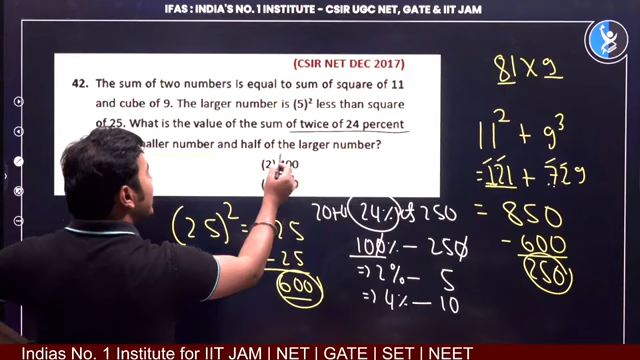 IFAS : INDIA'S NO. 1 INSTITUTE - CSIR UGC NET, GATE & IIT JAM
(CSIR NET DEC 2017)
42. The sum of two numbers is equal to sum of square of 11
and cube of 9. The larger number is (5)² less than square
of 25. What is the value of the sum of twice of 24 percent
aller number and half of the larger number?
(2) 400
81 × 9
11² + 9³
121 + 729
= 850
- 600
250
(25)² = 25
- 25
600
24% of 250
100% — 250
⇒ 2% — 5
⇒ 4% — 10
Indias No. 1 Institute for IIT JAM | NET | GATE | SET | NEET